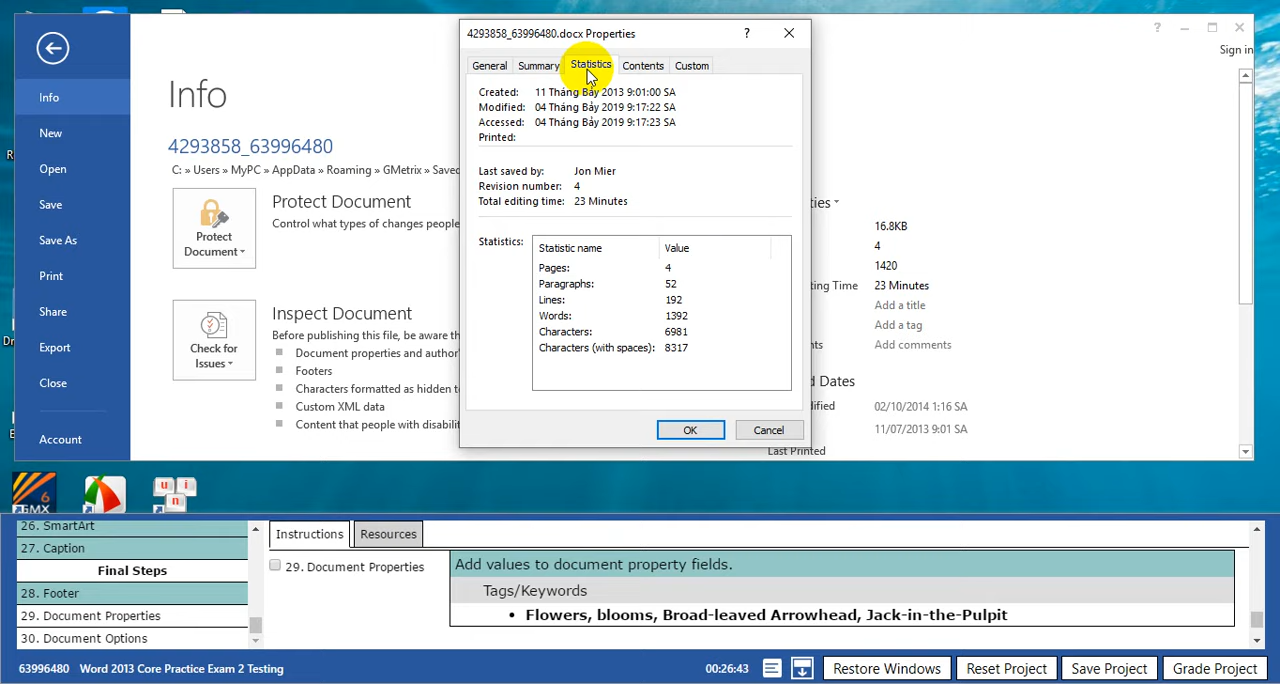 4293858_63996480.docx Properties
?
Sign in
General Summary Statistics Contents Custom
Info
New
Open
Save
Save As
Print
Share
Export
Close
Account
Info
4293858_63996480
C: » Users » MyPC » AppData » Roaming » GMetrix » Saved
Protect Document
Protect Document
Control what types of changes people
Check for Issues
Inspect Document
Before publishing this file, be aware th
Document properties and author'
Footers
Characters formatted as hidden t
Custom XML data
Content that people with disabilit
Created: 11 Tháng Bảy 2013 9:01:00 SA
Modified: 04 Tháng Bảy 2019 9:17:22 SA
Accessed: 04 Tháng Bảy 2019 9:17:23 SA
Printed:
Last saved by: Jon Mier
Revision number: 4
Total editing time: 23 Minutes
Statistics:
Statistic name Value
Pages: 4
Paragraphs: 52
Lines: 192
Words: 1392
Characters: 6981
Characters (with spaces): 8317
OK Cancel
?
ies
16.8KB
4
1420
ting Time 23 Minutes
Add a title
Add a tag
nts Add comments
d Dates
dified 02/10/2014 1:16 SA
11/07/2013 9:01 SA
Last Printed
GMX 6
u i n
26. SmartArt
27. Caption
Final Steps
28. Footer
29. Document Properties
30. Document Options
Instructions Resources
29. Document Properties
Add values to document property fields.
Tags/Keywords
• Flowers, blooms, Broad-leaved Arrowhead, Jack-in-the-Pulpit
63996480 Word 2013 Core Practice Exam 2 Testing
00:26:43
Restore Windows Reset Project Save Project Grade Project